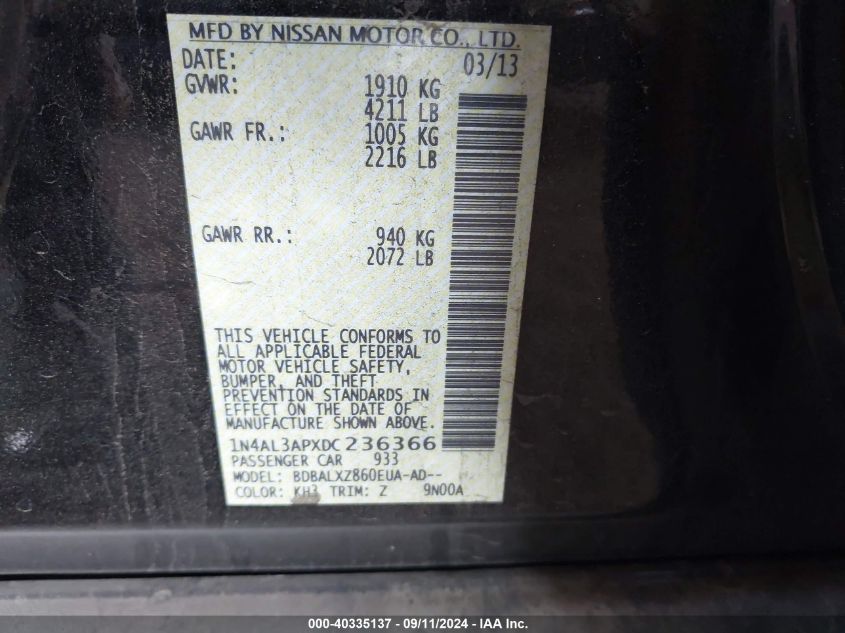 MFD BY NISSAN MOTOR CO., LTD.
DATE: 03/13
GVWR: 1910 KG
4211 LB
GAWR FR.: 1005 KG
2216 LB
GAWR RR.: 940 KG
2072 LB
THIS VEHICLE CONFORMS TO
ALL APPLICABLE FEDERAL
MOTOR VEHICLE SAFETY,
BUMPER, AND THEFT
PREVENTION STANDARDS IN
EFFECT ON THE DATE OF
MANUFACTURE SHOWN ABOVE.
1N4AL3APXDC236366
PASSENGER CAR 933
MODEL: BDBALXZ860EUA-AD--
COLOR: KH3 TRIM: Z 9N00A
000-40335137 - 09/11/2024 - IAA Inc.